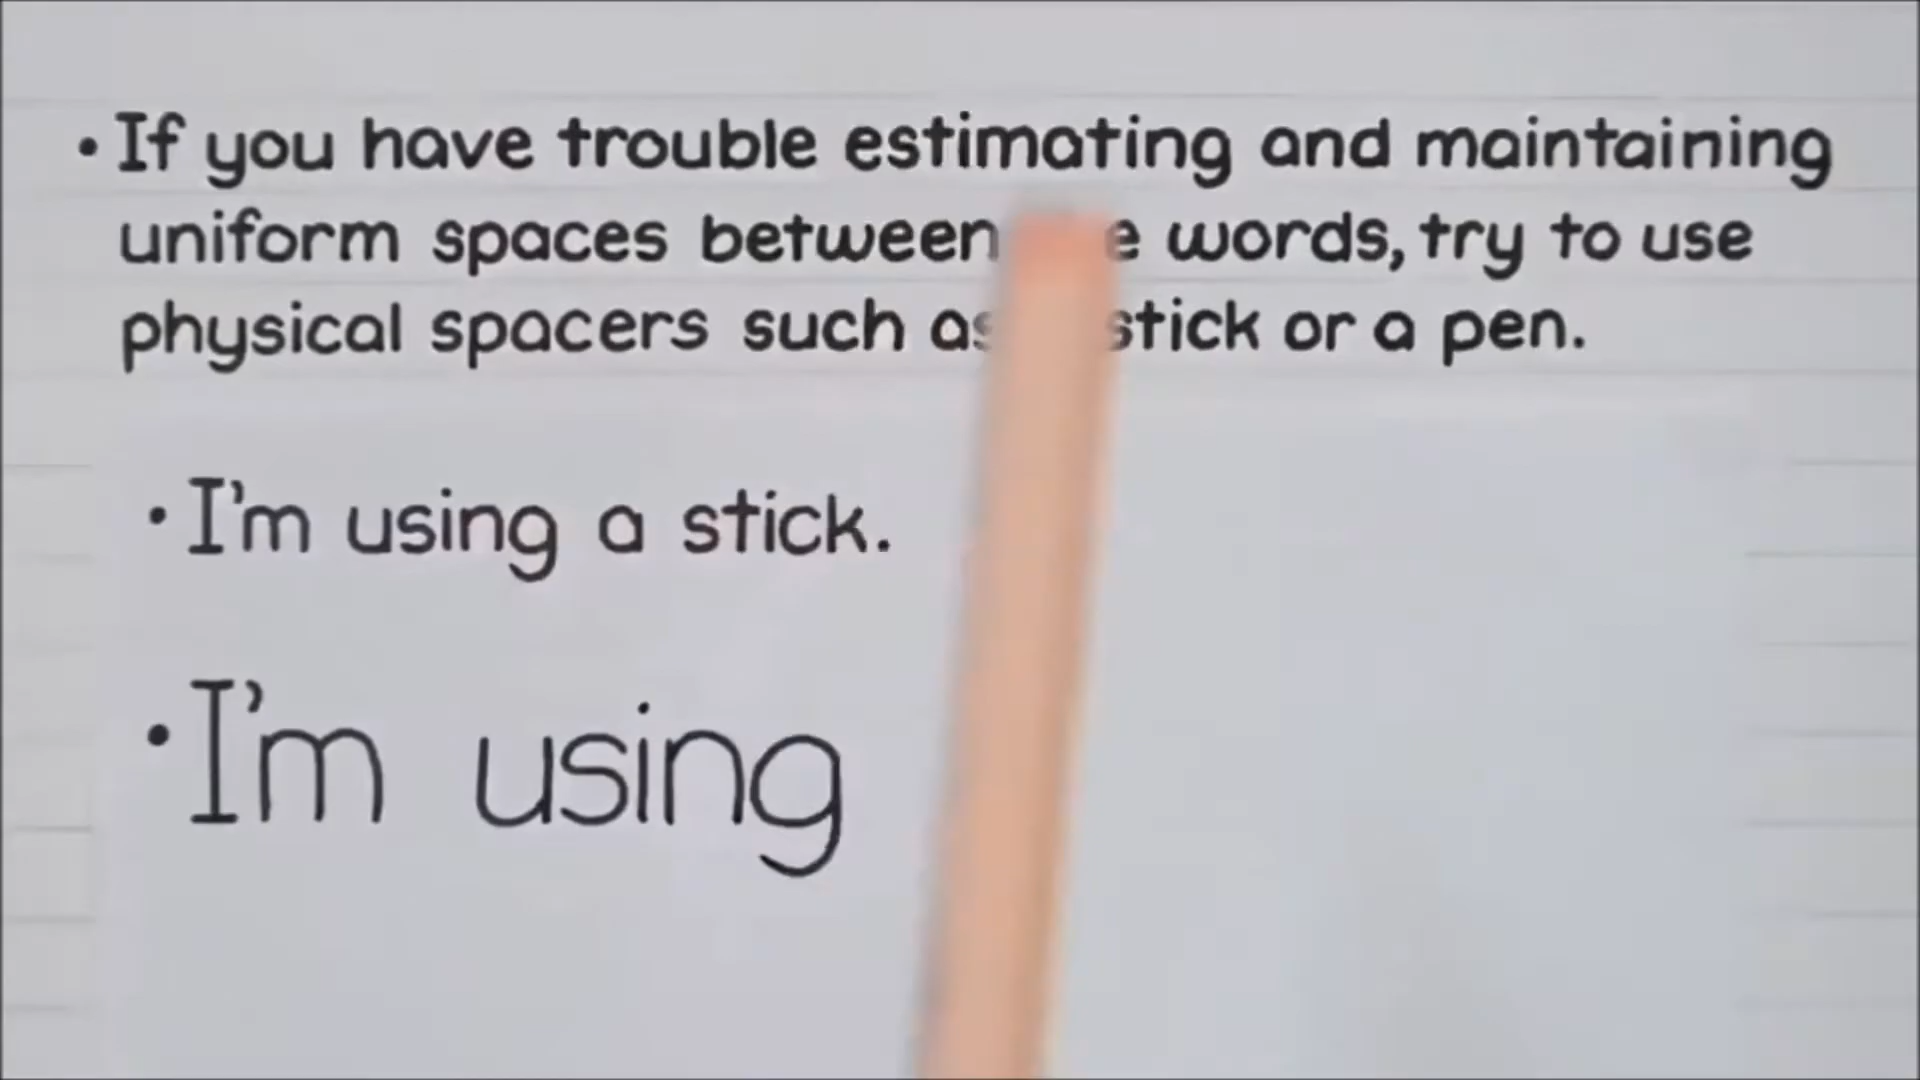 • If you have trouble estimating and maintaining
uniform spaces between words, try to use
physical spacers such as stick or a pen.
• I'm using a stick.
• I'm using